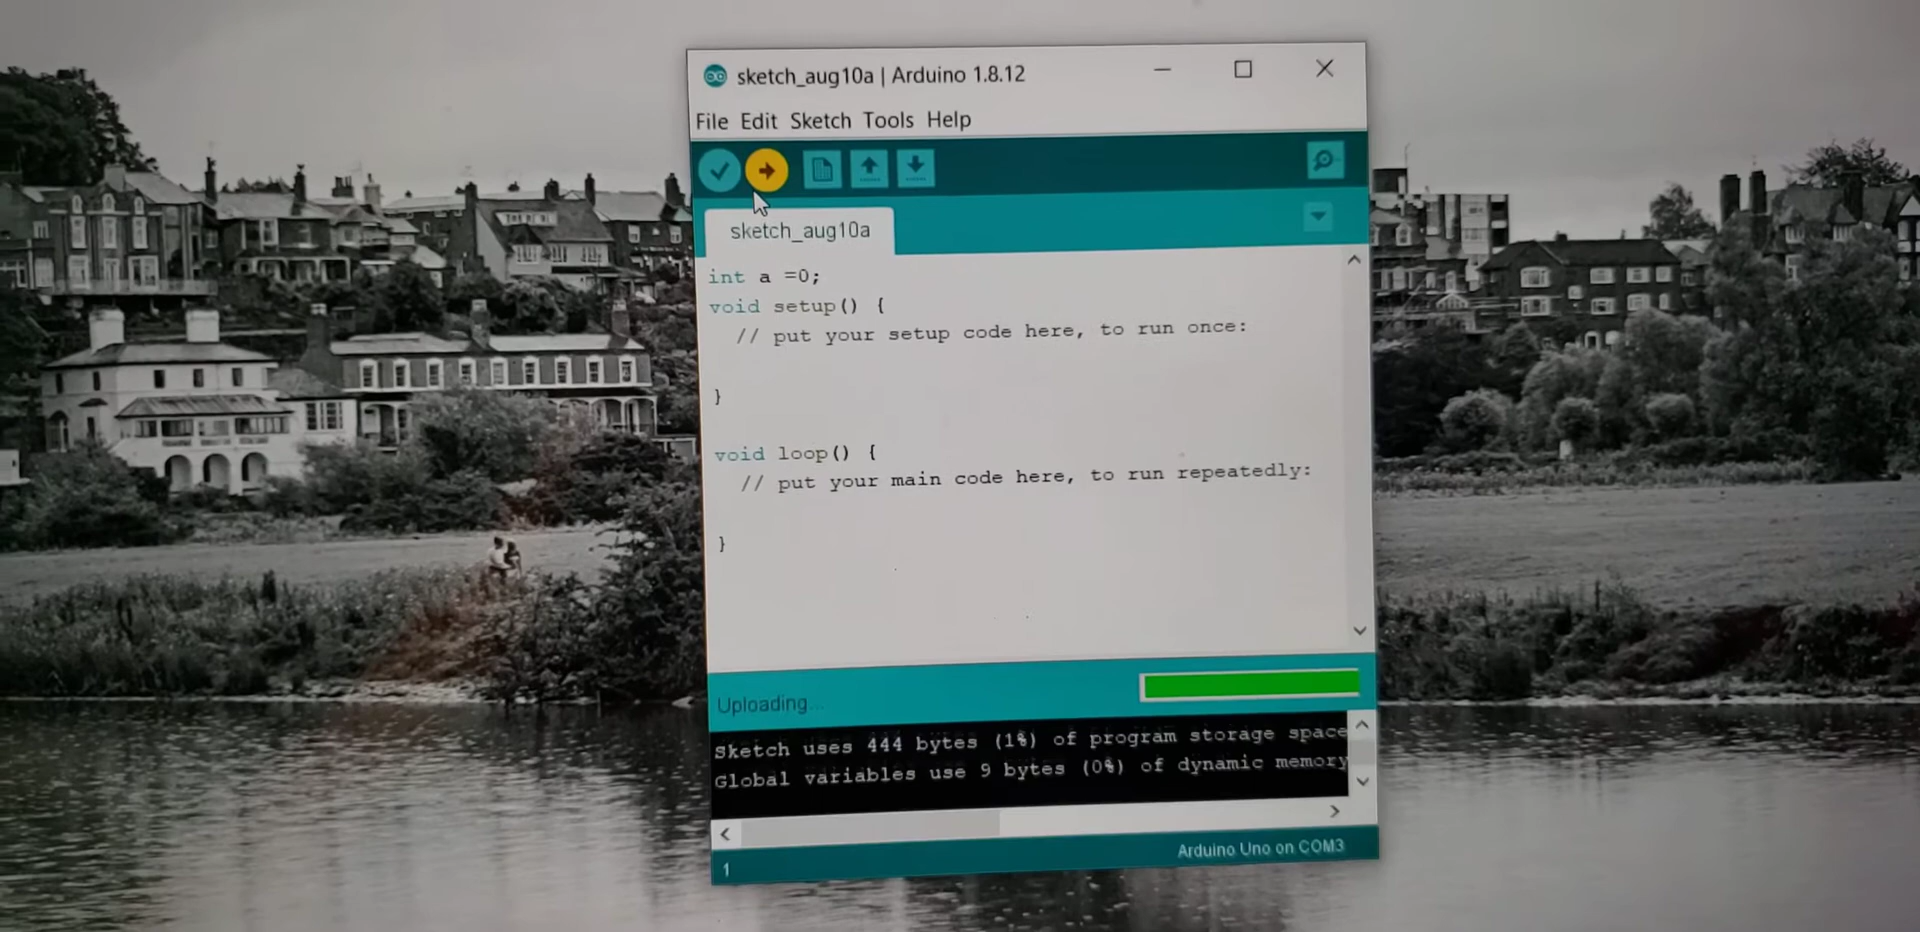 sketch_aug10a | Arduino 1.8.12
File Edit Sketch Tools Help
sketch_aug10a
int a =0;
void setup() {
  // put your setup code here, to run once:
}
void loop() {
  // put your main code here, to run repeatedly:
}
Uploading...
Sketch uses 444 bytes (1%) of program storage space
Global variables use 9 bytes (0%) of dynamic memory
1
Arduino Uno on COM3